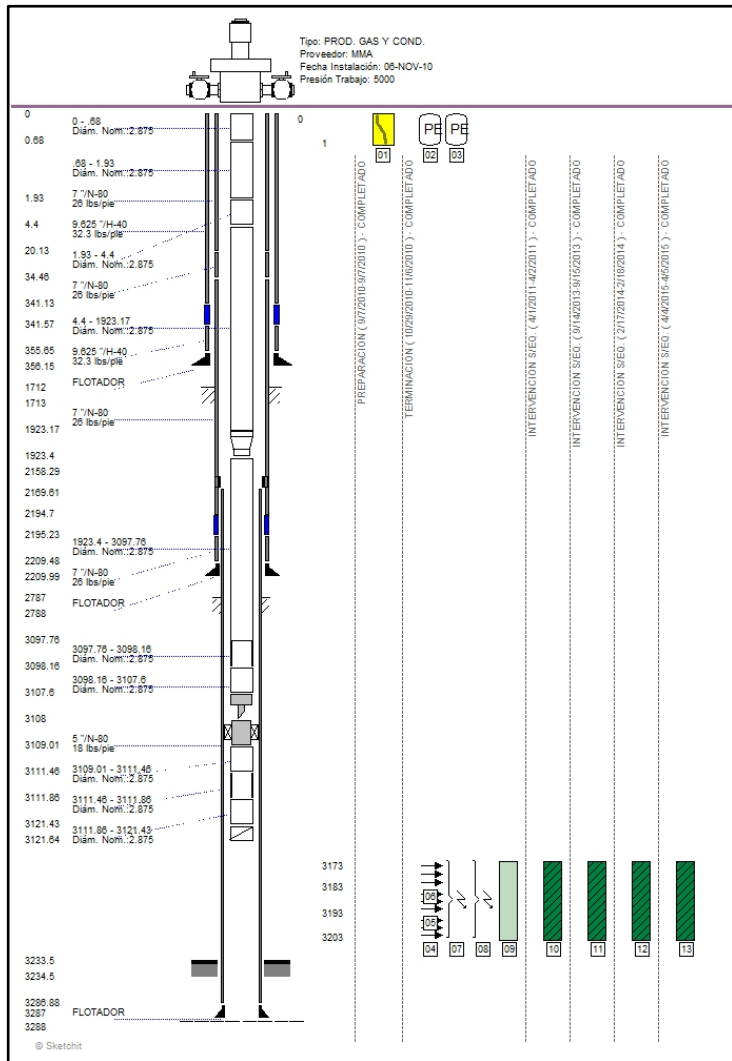 Tipo: PROD. GAS Y COND.
Proveedor: MMA
Fecha Instalación: 06-NOV-10
Presión Trabajo: 5000
0
0.68
1.93
4.4
20.13
34.46
341.13
341.57
355.65
356.15
1712
1713
1923.17
1923.4
2158.29
2169.61
2194.7
2195.23
2209.48
2209.99
2787
2788
3097.76
3098.16
3107.6
3108
3109.01
3111.46
3111.86
3121.43
3121.64
3233.5
3234.5
3286.88
3287
3288
0 - .68
Diám. Nom.:2.875
.68 - 1.93
Diám. Nom.:2.875
7 "/N-80
26 lbs/pie
9.625 "/H-40
32.3 lbs/pie
1.93 - 4.4
Diám. Nom.:2.875
7 "/N-80
26 lbs/pie
4.4 - 1923.17
Diám. Nom.:2.875
9.625 "/H-40
32.3 lbs/pie
FLOTADOR
7 "/N-80
26 lbs/pie
1923.4 - 3097.76
Diám. Nom.:2.875
7 "/N-80
26 lbs/pie
FLOTADOR
3097.76 - 3098.16
Diám. Nom.:2.875
3098.16 - 3107.6
Diám. Nom.:2.875
5 "/N-80
18 lbs/pie
3109.01 - 3111.46
Diám. Nom.:2.875
3111.46 - 3111.86
Diám. Nom.:2.875
3111.86 - 3121.43
Diám. Nom.:2.875
FLOTADOR
0
1
PE PE
01 02 03
PREPARACION ( 9/7/2010-9/7/2010 ) - COMPLETADO
TERMINACION ( 10/29/2010-11/6/2010 ) - COMPLETADO
INTERVENCION S/EQ. ( 4/1/2011-4/2/2011 ) - COMPLETADO
INTERVENCION S/EQ. ( 9/14/2013-9/15/2013 ) - COMPLETADO
INTERVENCION S/EQ. ( 2/17/2014-2/18/2014 ) - COMPLETADO
INTERVENCION S/EQ. ( 4/4/2015-4/5/2015 ) - COMPLETADO
3173
3183
3193
3203
06
05
04 07 08 09 10 11 12 13
© Sketchit